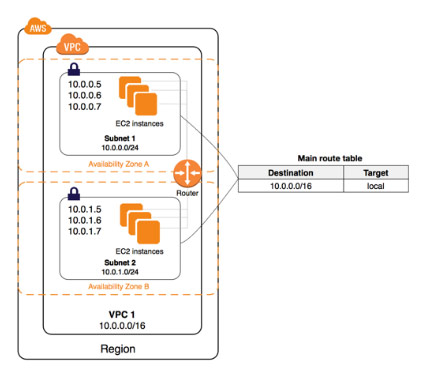 AWS
VPC
10.0.0.5
10.0.0.6
10.0.0.7
EC2 instances
Subnet 1
10.0.0.0/24
Availability Zone A
Router
Main route table
Destination Target
10.0.0.0/16 local
10.0.1.5
10.0.1.6
10.0.1.7
EC2 instances
Subnet 2
10.0.1.0/24
Availability Zone B
VPC 1
10.0.0.0/16
Region